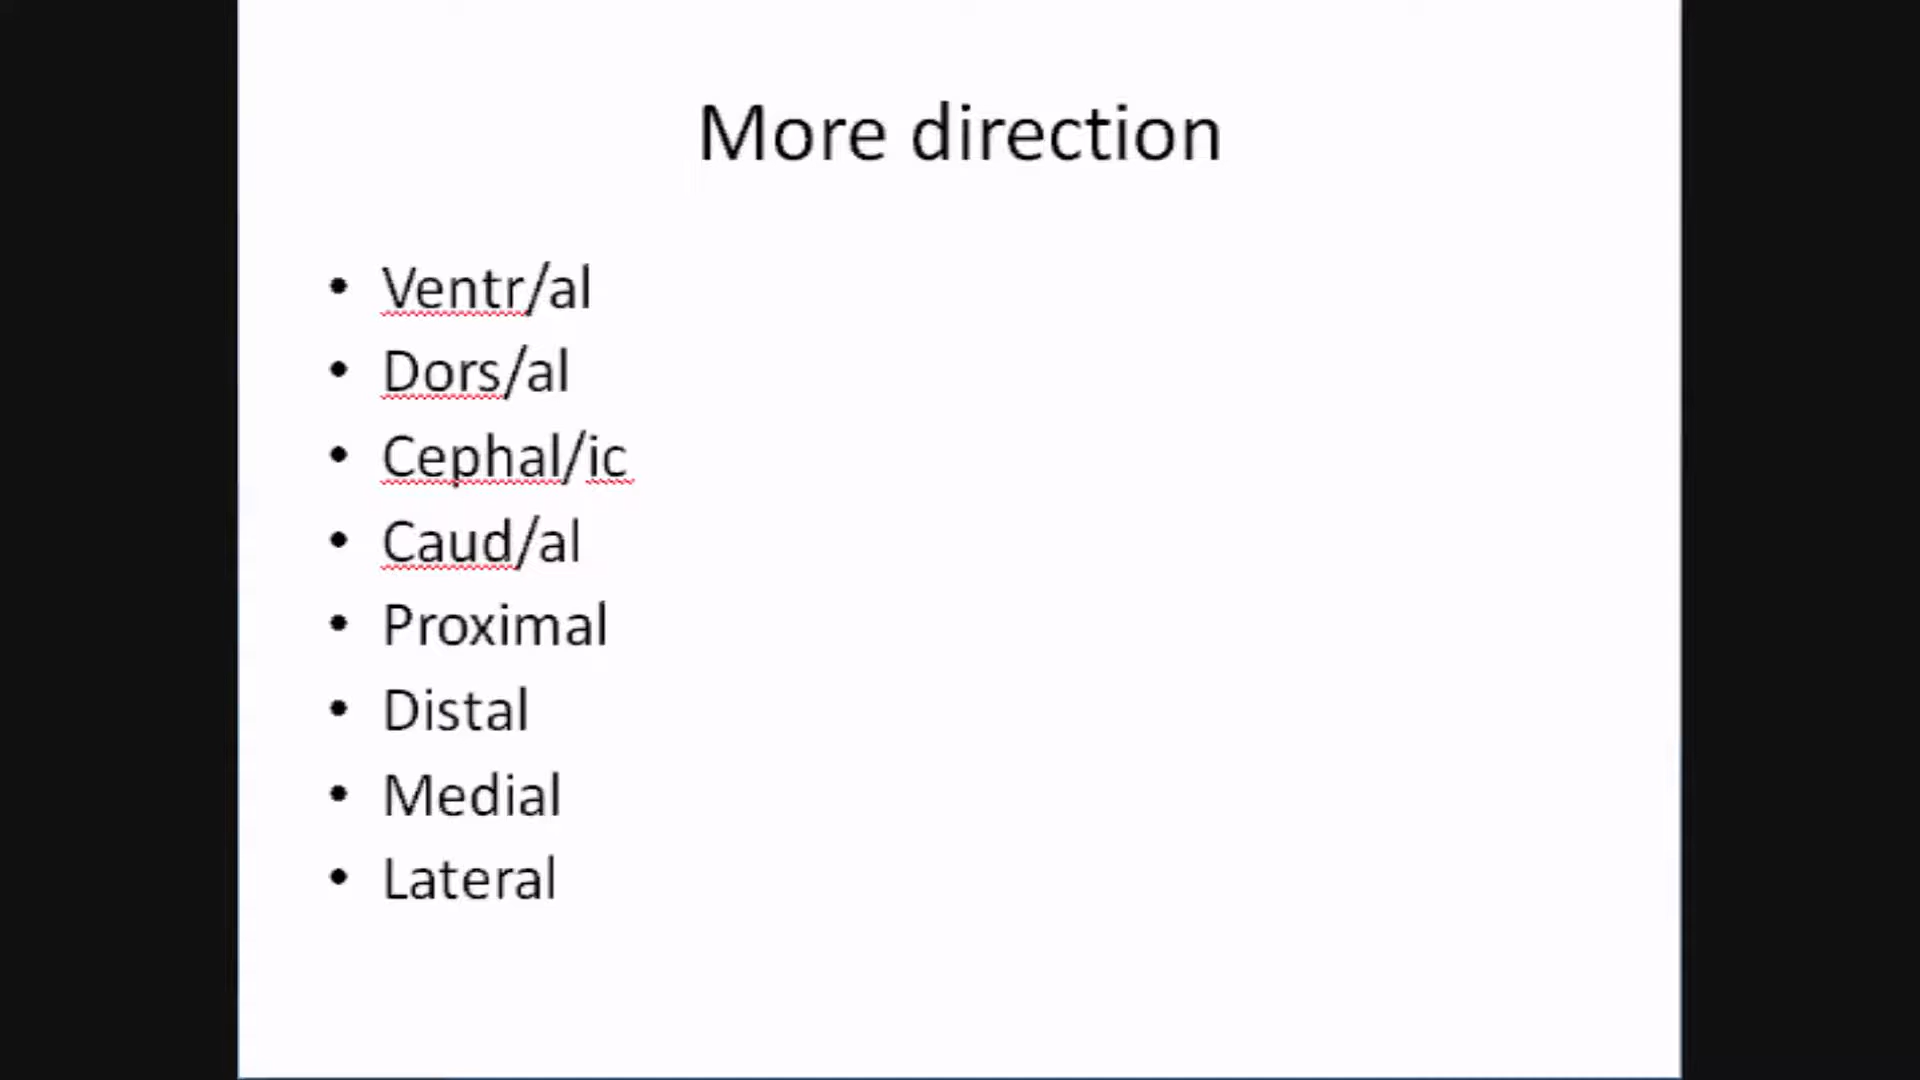 More direction
• Ventr/al
• Dors/al
• Cephal/ic
• Caud/al
• Proximal
• Distal
• Medial
• Lateral